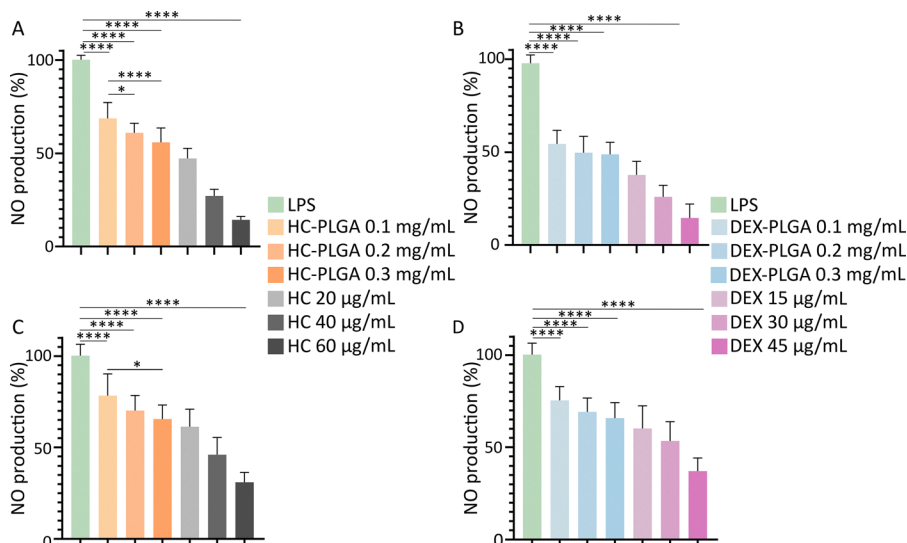 A
****
****
****
****
****
*
NO production (%)
100
50
0
LPS
HC-PLGA 0.1 mg/mL
HC-PLGA 0.2 mg/mL
HC-PLGA 0.3 mg/mL
HC 20 µg/mL
HC 40 µg/mL
HC 60 µg/mL
B
****
****
****
****
NO production (%)
100
50
0
LPS
DEX-PLGA 0.1 mg/mL
DEX-PLGA 0.2 mg/mL
DEX-PLGA 0.3 mg/mL
DEX 15 µg/mL
DEX 30 µg/mL
DEX 45 µg/mL
C
****
****
****
****
*
NO production (%)
100
50
0
D
****
****
****
****
NO production (%)
100
50
0